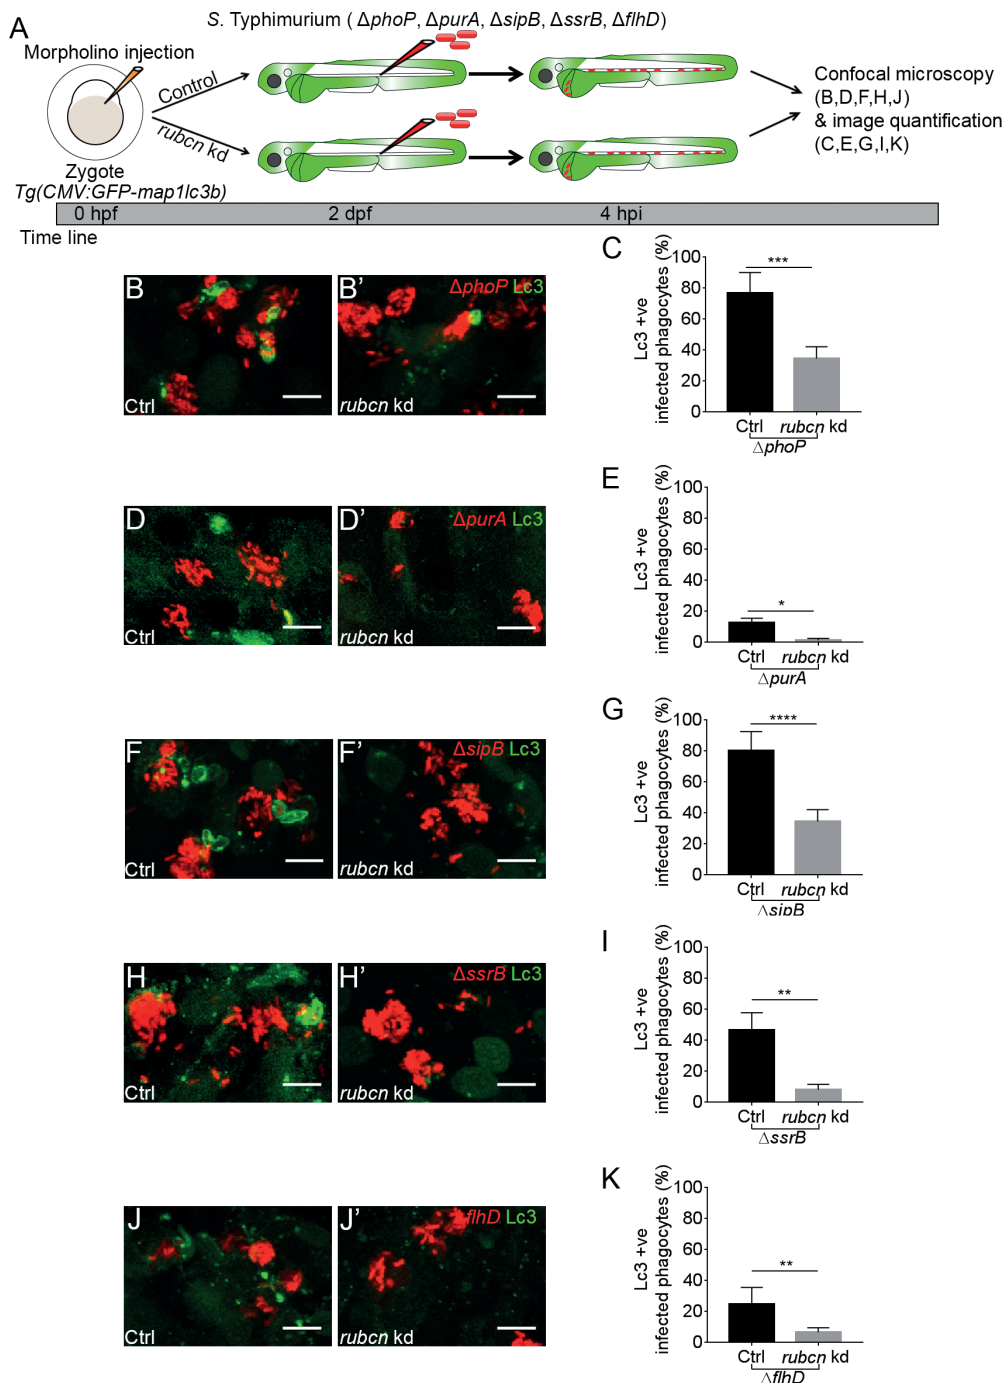 A
S. Typhimurium ( ΔphoP, ΔpurA, ΔsipB, ΔssrB, ΔflhD)
Morpholino injection
Control
rubcn kd
Zygote
Tg(CMV:GFP-map1lc3b)
Confocal microscopy
(B,D,F,H,J)
& image quantification
(C,E,G,I,K)
0 hpf
2 dpf
4 hpi
Time line
B
Ctrl
B'
ΔphoP Lc3
rubcn kd
C
Lc3 +ve
infected phagocytes (%)
100
80
60
40
20
0
***
Ctrl
rubcn kd
ΔphoP
D
Ctrl
D'
ΔpurA Lc3
rubcn kd
E
Lc3 +ve
infected phagocytes (%)
100
80
60
40
20
0
*
Ctrl
rubcn kd
ΔpurA
F
Ctrl
F'
ΔsipB Lc3
rubcn kd
G
Lc3 +ve
infected phagocytes (%)
100
80
60
40
20
0
****
Ctrl
rubcn kd
ΔsipB
H
Ctrl
H'
ΔssrB Lc3
rubcn kd
I
Lc3 +ve
infected phagocytes (%)
100
80
60
40
20
0
**
Ctrl
rubcn kd
ΔssrB
J
Ctrl
J'
ΔflhD Lc3
rubcn kd
K
Lc3 +ve
infected phagocytes (%)
100
80
60
40
20
0
**
Ctrl
rubcn kd
ΔflhD